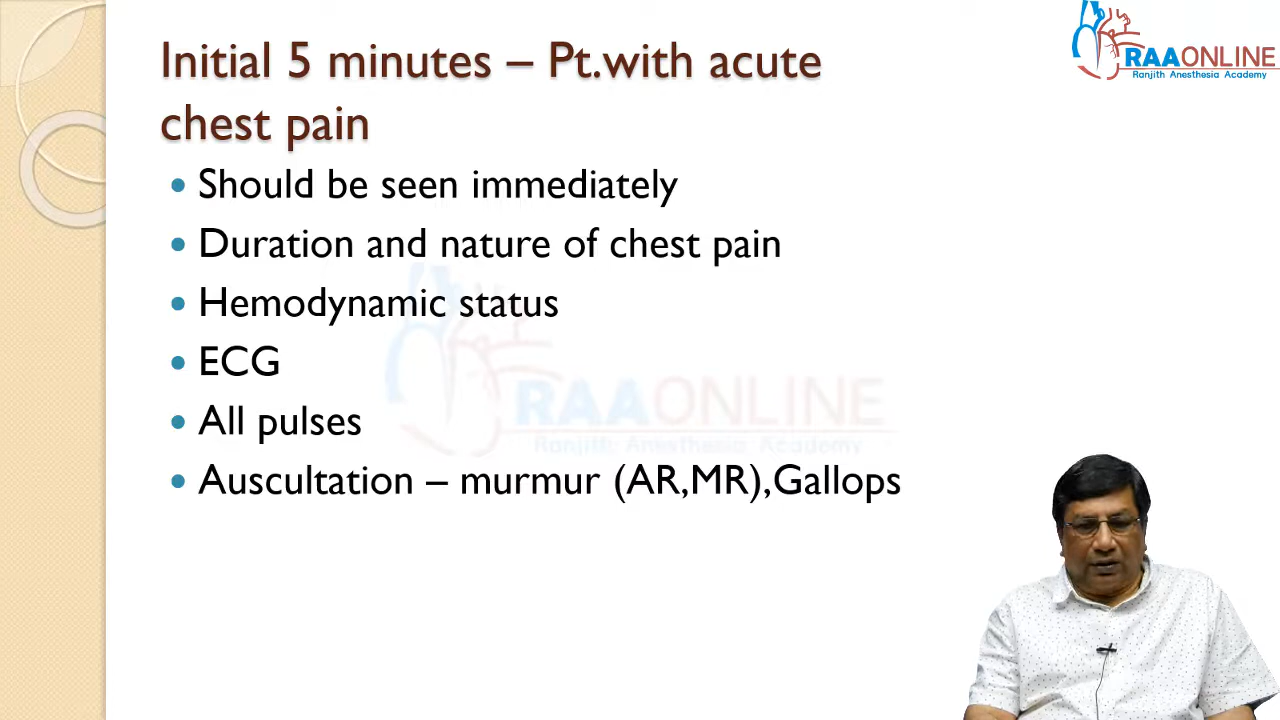 Initial 5 minutes – Pt.with acute
chest pain
RAAONLINE
Ranjith Anesthesia Academy
• Should be seen immediately
• Duration and nature of chest pain
• Hemodynamic status
• ECG
• All pulses
• Auscultation – murmur (AR,MR),Gallops
RAAONLINE
Ranjith Anesthesia Academy